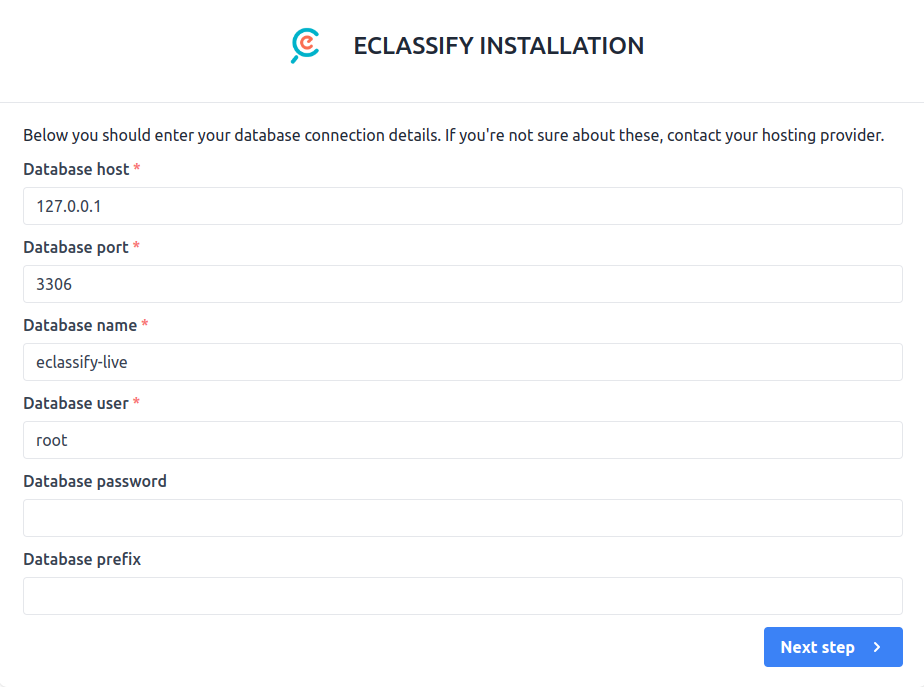 ECLASSIFY INSTALLATION
Below you should enter your database connection details. If you're not sure about these, contact your hosting provider.
Database host *
127.0.0.1
Database port *
3306
Database name *
eclassify-live
Database user *
root
Database password
Database prefix
Next step